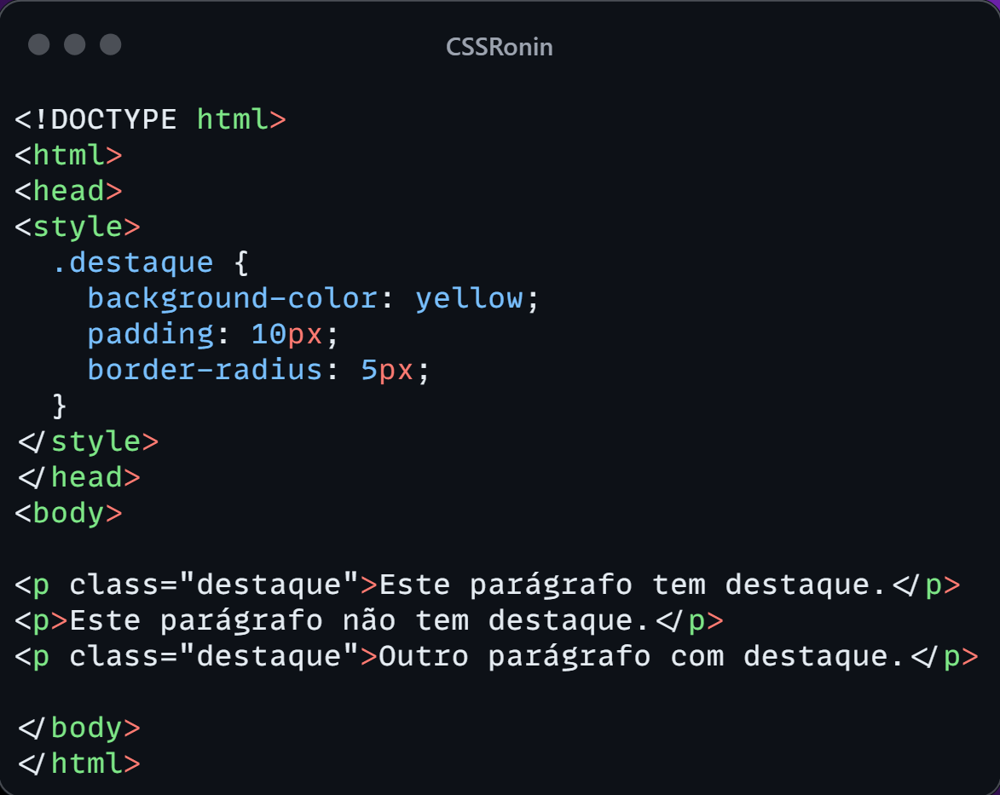 CSSRonin
<!DOCTYPE html>
<html>
<head>
<style>
  .destaque {
    background-color: yellow;
    padding: 10px;
    border-radius: 5px;
  }
</style>
</head>
<body>

<p class="destaque">Este parágrafo tem destaque.</p>
<p>Este parágrafo não tem destaque.</p>
<p class="destaque">Outro parágrafo com destaque.</p>

</body>
</html>